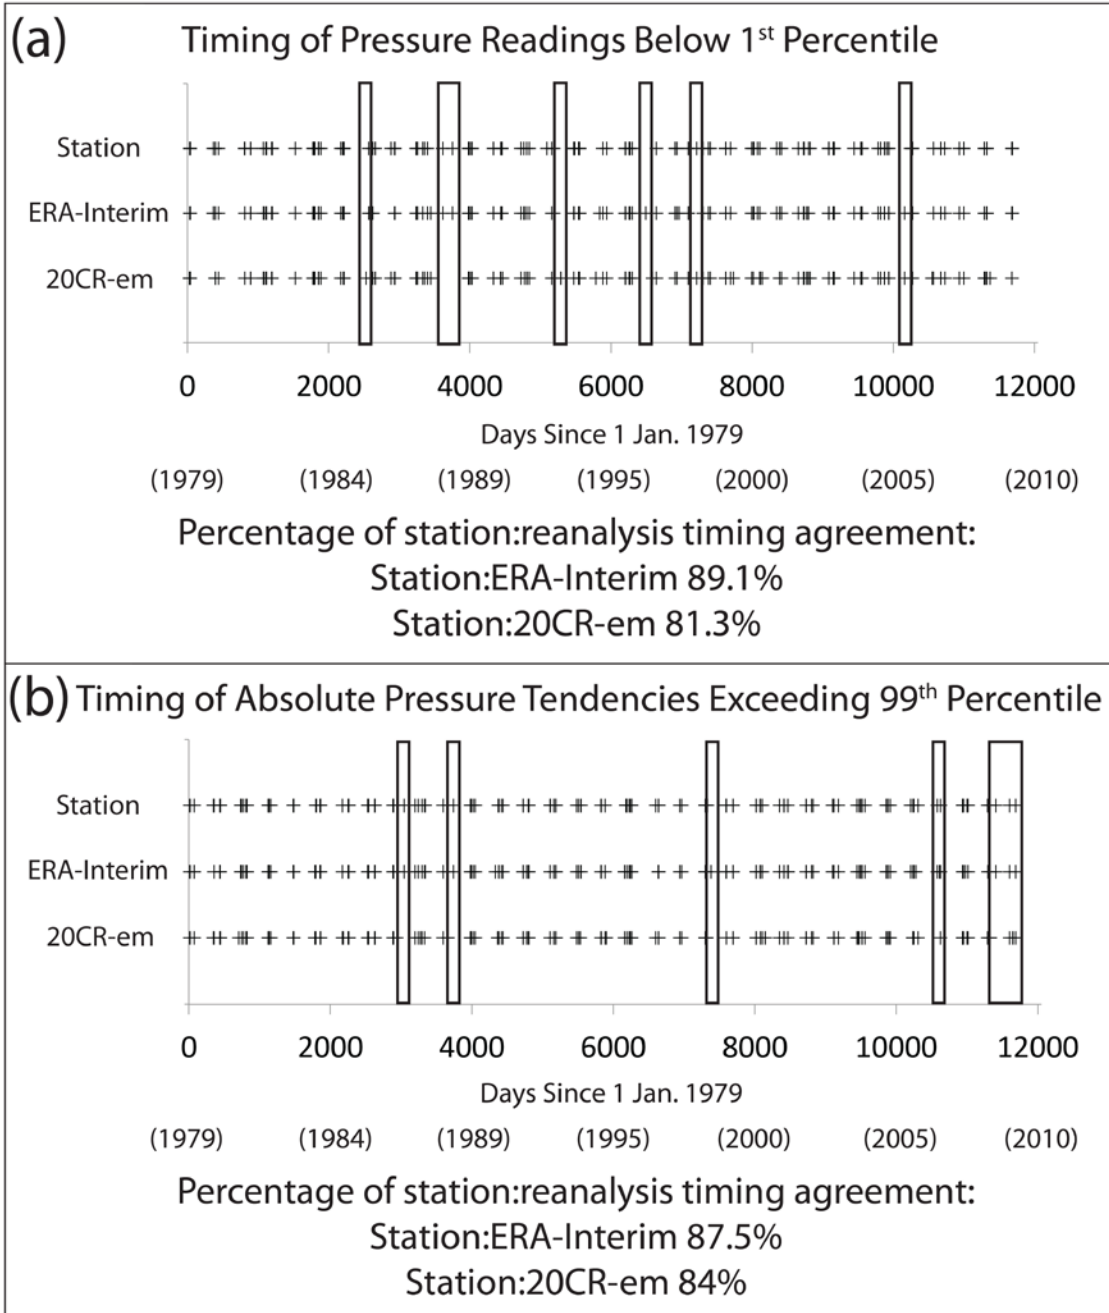 (a) Timing of Pressure Readings Below 1st Percentile
Station
ERA-Interim
20CR-em
0 2000 4000 6000 8000 10000 12000
Days Since 1 Jan. 1979
(1979) (1984) (1989) (1995) (2000) (2005) (2010)
Percentage of station:reanalysis timing agreement:
Station:ERA-Interim 89.1%
Station:20CR-em 81.3%
(b) Timing of Absolute Pressure Tendencies Exceeding 99th Percentile
Station
ERA-Interim
20CR-em
0 2000 4000 6000 8000 10000 12000
Days Since 1 Jan. 1979
(1979) (1984) (1989) (1995) (2000) (2005) (2010)
Percentage of station:reanalysis timing agreement:
Station:ERA-Interim 87.5%
Station:20CR-em 84%